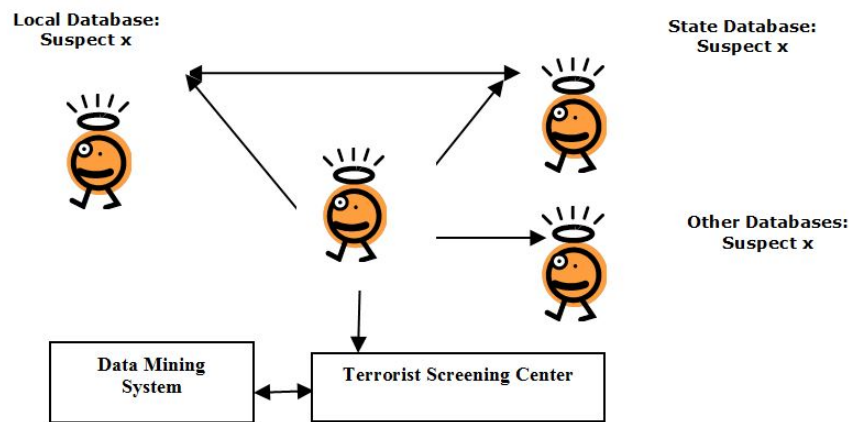 Local Database:
Suspect x
State Database:
Suspect x
Other Databases:
Suspect x
Data Mining
System
Terrorist Screening Center